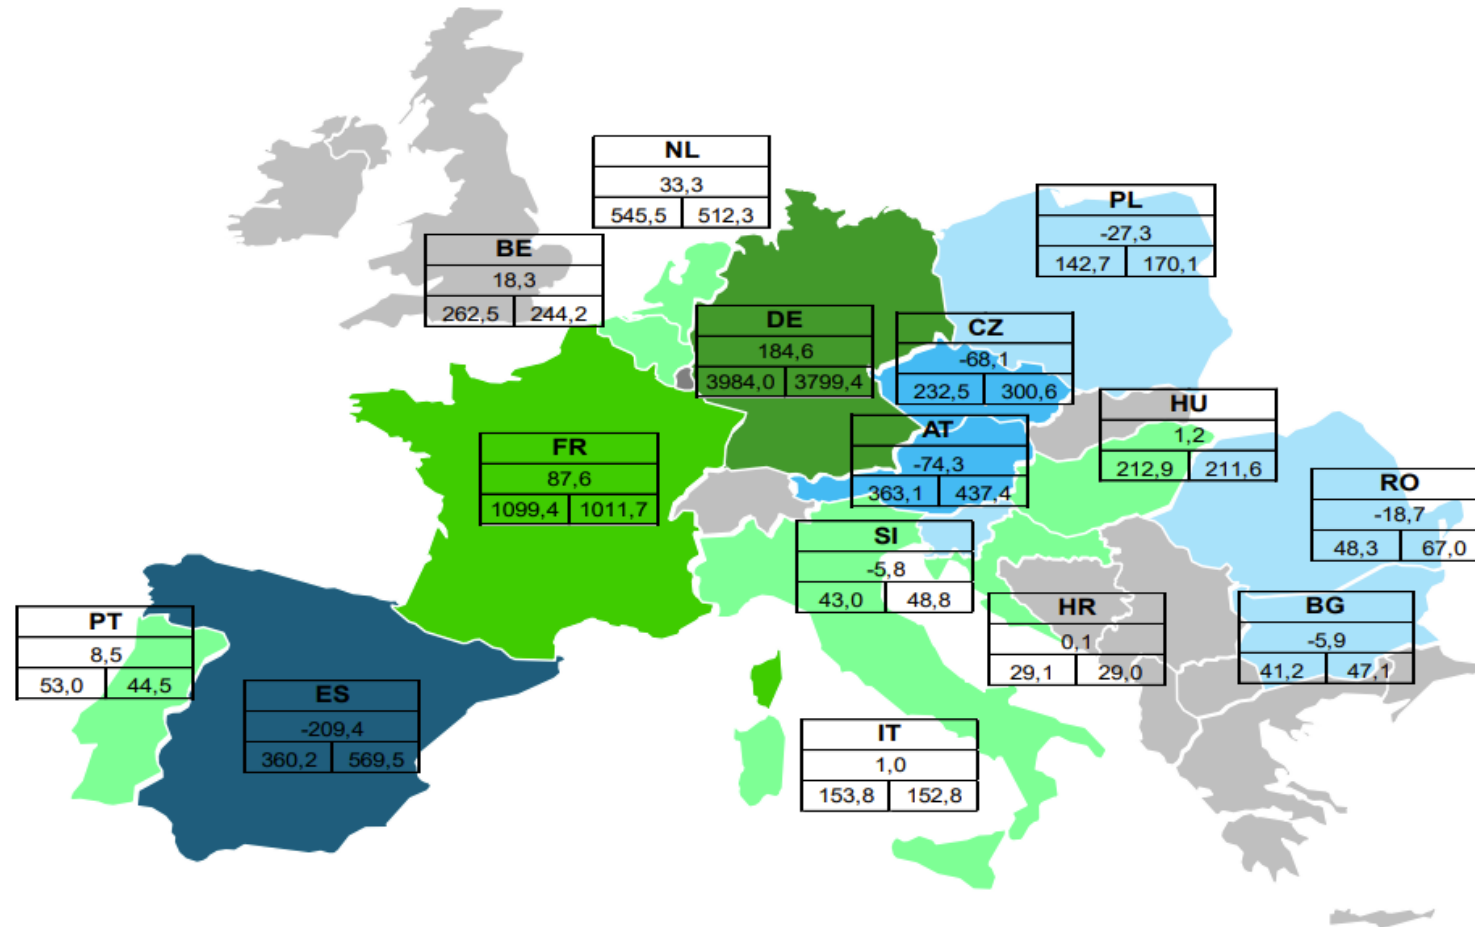 NL
33,3
545,5 512,3
PL
-27,3
142,7 170,1
BE
18,3
262,5 244,2
DE
184,6
3984,0 3799,4
CZ
-68,1
232,5 300,6
HU
1,2
212,9 211,6
AT
-74,3
363,1 437,4
FR
87,6
1099,4 1011,7
RO
-18,7
48,3 67,0
SI
-5,8
43,0 48,8
HR
0,1
29,1 29,0
BG
-5,9
41,2 47,1
PT
8,5
53,0 44,5
ES
-209,4
360,2 569,5
IT
1,0
153,8 152,8